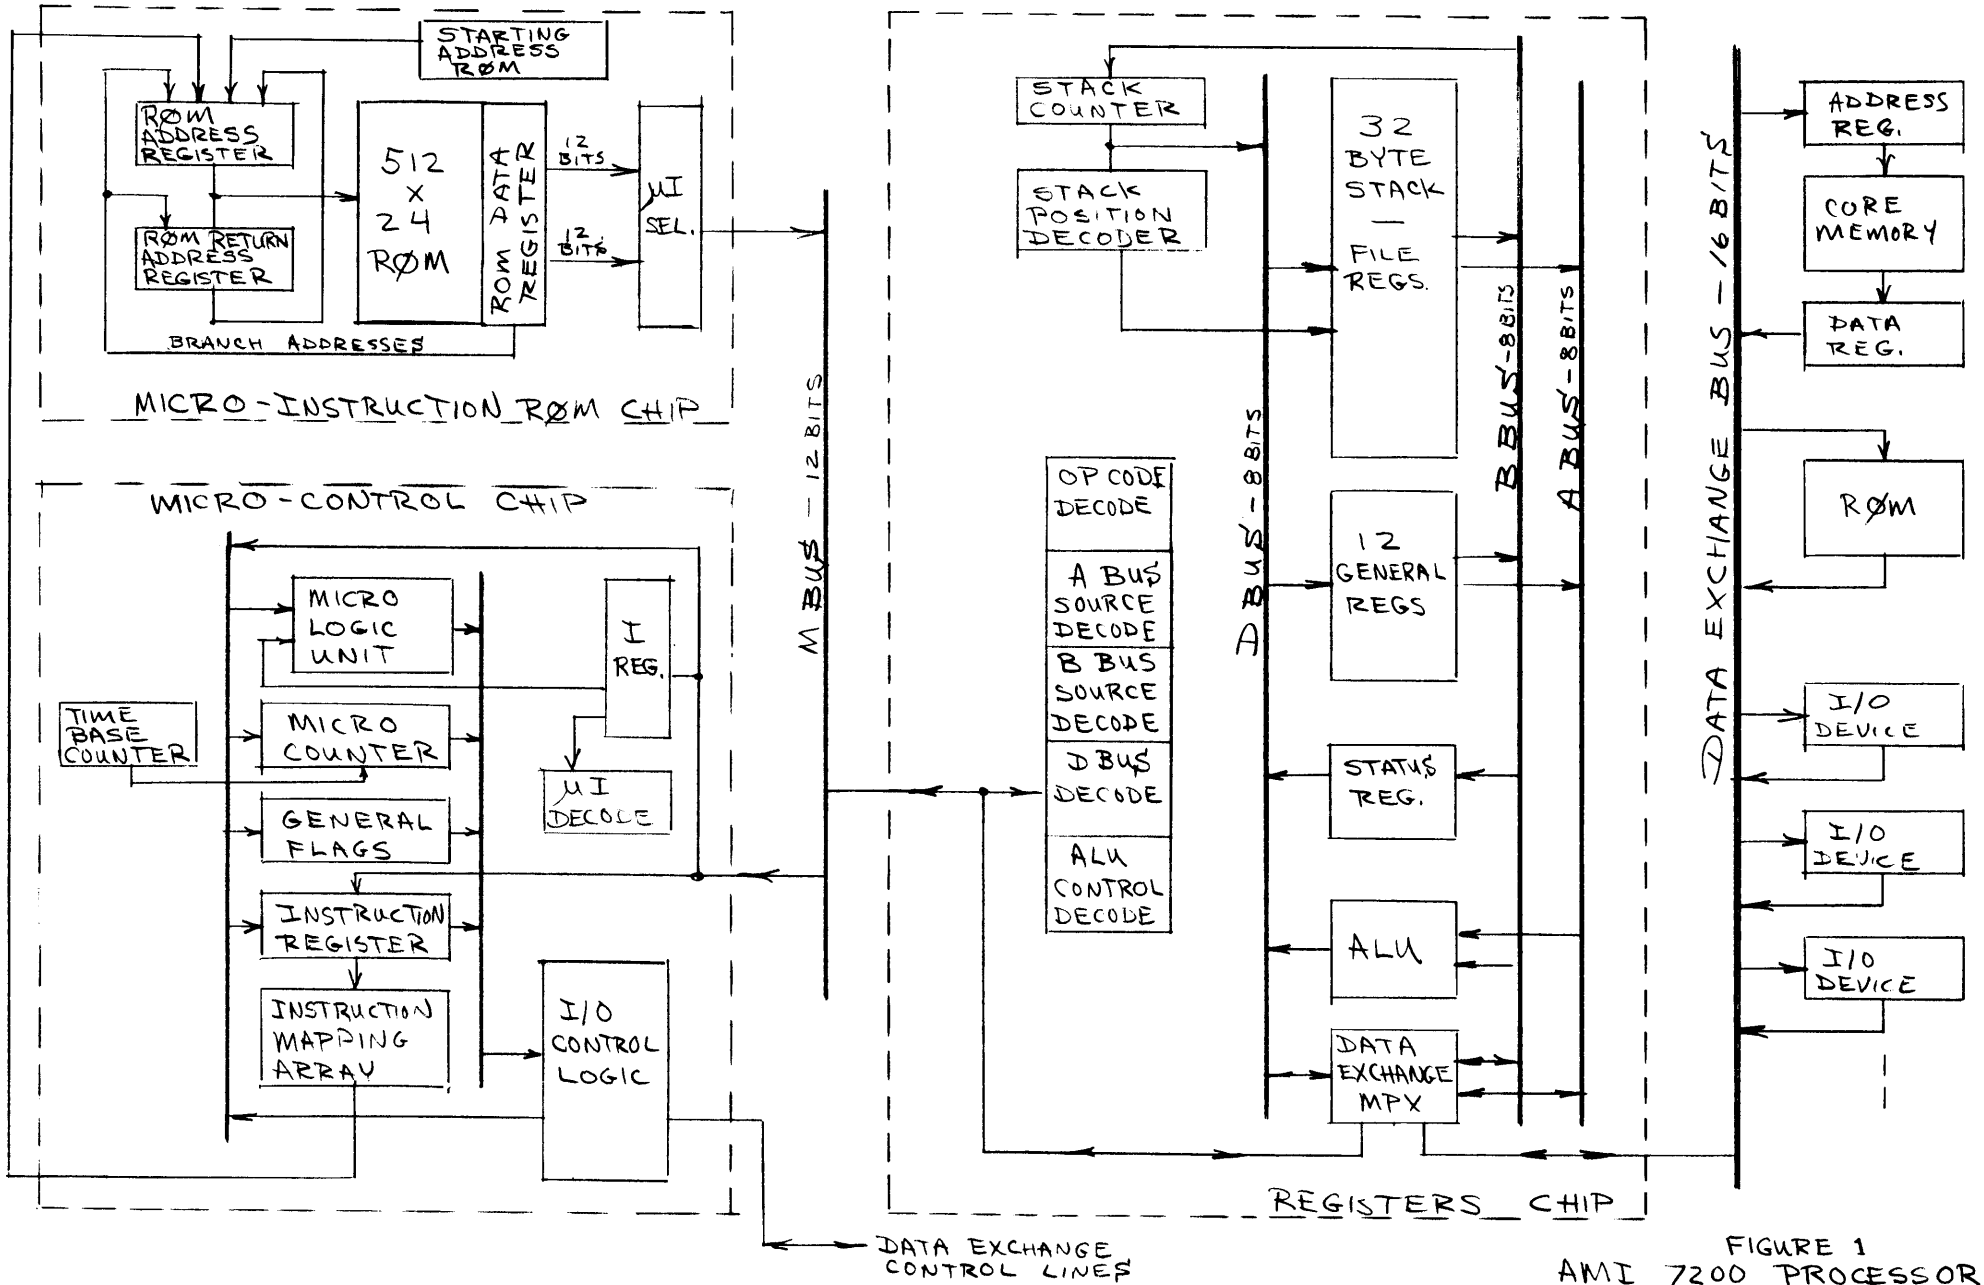 STARTING
ADDRESS
RØM
RØM
ADDRESS
REGISTER
RØM RETURN
ADDRESS
REGISTER
512
X
24
RØM
ROM DATA
REGISTER
12
BITS
12
BITS
µI
SEL.
BRANCH ADDRESSES
MICRO-INSTRUCTION RØM CHIP
MICRO-CONTROL CHIP
MICRO
LOGIC
UNIT
I
REG.
TIME
BASE
COUNTER
MICRO
COUNTER
µI
DECODE
GENERAL
FLAGS
INSTRUCTION
REGISTER
INSTRUCTION
MAPPING
ARRAY
I/O
CONTROL
LOGIC
M BUS - 12 BITS
STACK
COUNTER
STACK
POSITION
DECODER
32
BYTE
STACK
—
FILE
REGS.
D BUS - 8 BITS
B BUS - 8 BITS
A BUS - 8 BITS
OP CODE
DECODE
A BUS
SOURCE
DECODE
B BUS
SOURCE
DECODE
D BUS
DECODE
ALU
CONTROL
DECODE
12
GENERAL
REGS
STATUS
REG.
ALU
DATA
EXCHANGE
MPX
REGISTERS CHIP
DATA EXCHANGE BUS - 16 BITS
ADDRESS
REG.
CORE
MEMORY
DATA
REG.
RØM
I/O
DEVICE
I/O
DEVICE
I/O
DEVICE
DATA EXCHANGE
CONTROL LINES
FIGURE 1
AMI 7200 PROCESSOR